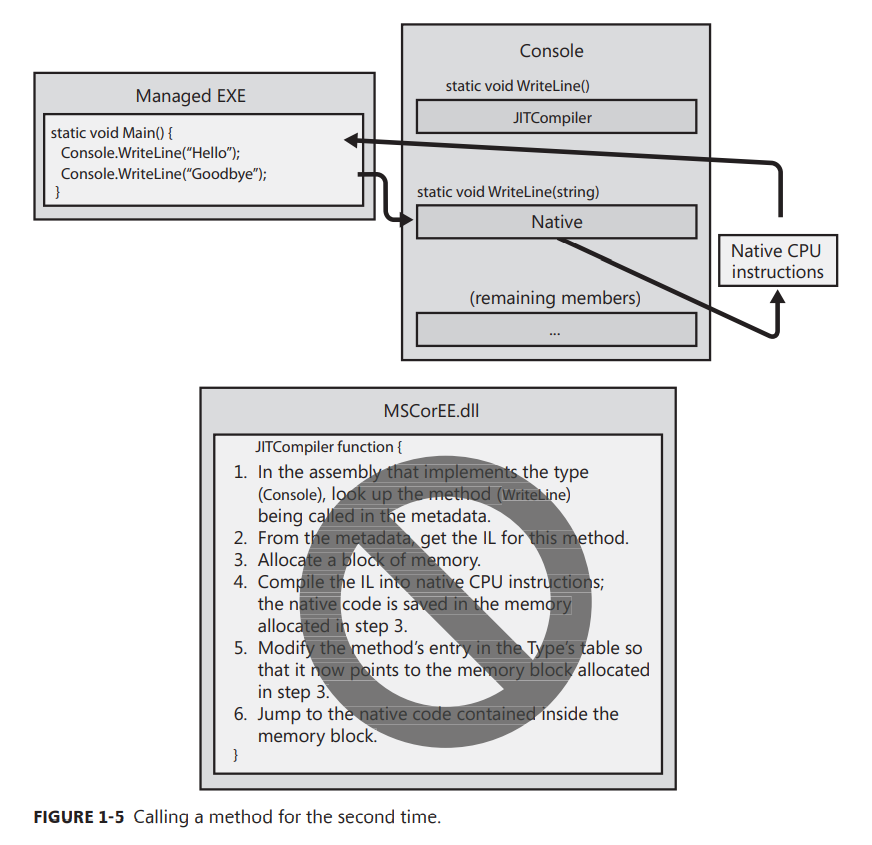 Console
static void WriteLine()
JITCompiler
Managed EXE
static void Main() {
Console.WriteLine(“Hello”);
Console.WriteLine(“Goodbye”);
}
static void WriteLine(string)
Native
Native CPU
instructions
(remaining members)
...
MSCorEE.dll
JITCompiler function {
1. In the assembly that implements the type
(Console), look up the method (WriteLine)
being called in the metadata.
2. From the metadata, get the IL for this method.
3. Allocate a block of memory.
4. Compile the IL into native CPU instructions;
the native code is saved in the memory
allocated in step 3.
5. Modify the method’s entry in the Type’s table so
that it now points to the memory block allocated
in step 3.
6. Jump to the native code contained inside the
memory block.
}
FIGURE 1-5 Calling a method for the second time.